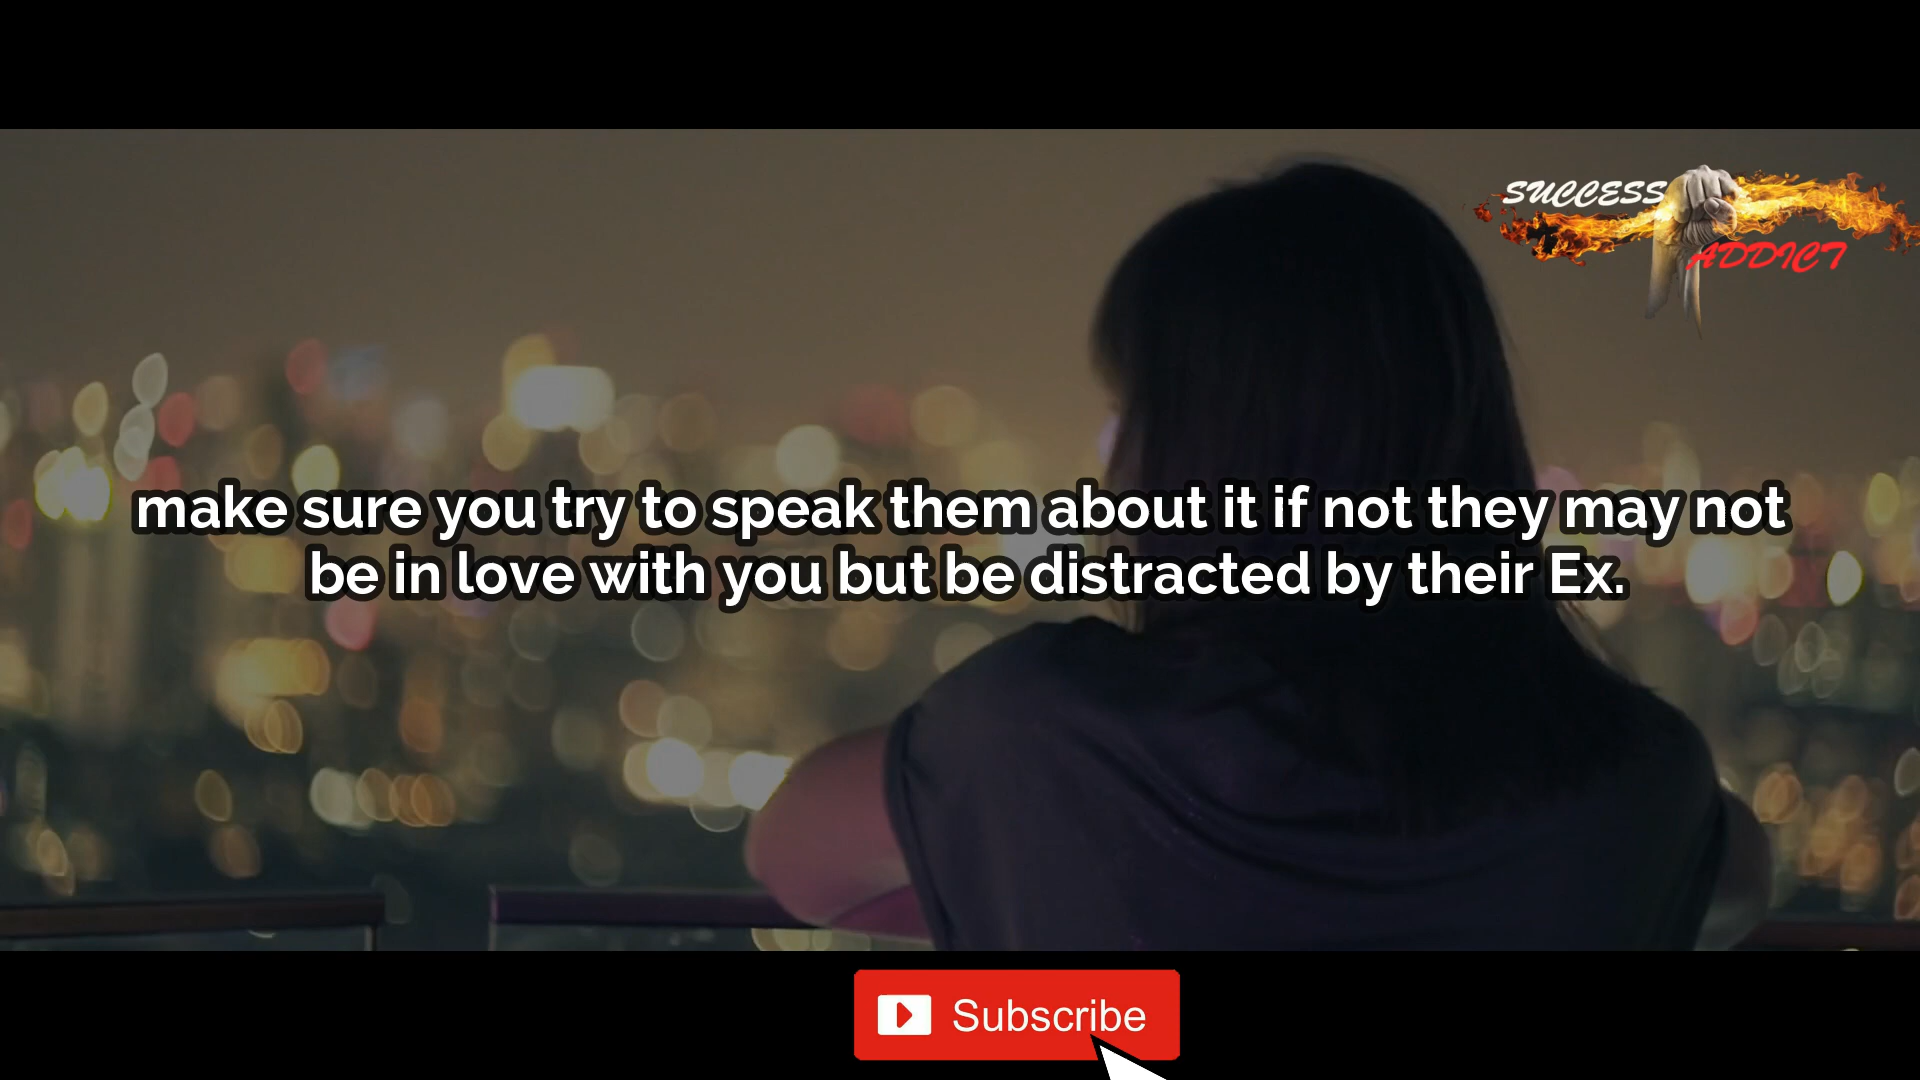 SUCCESS
ADDICT
make sure you try to speak them about it if not they may not
be in love with you but be distracted by their Ex.
Subscribe